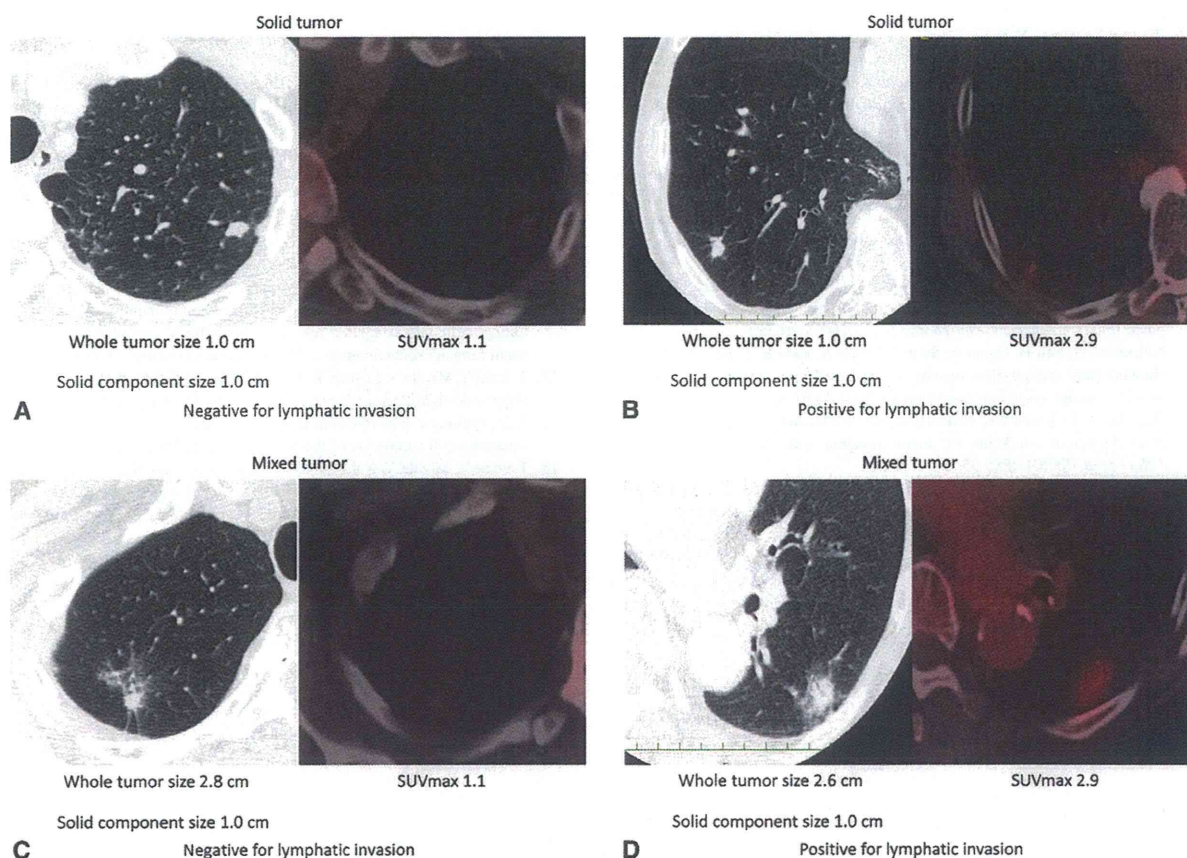 Solid tumor
Whole tumor size 1.0 cm
SUVmax 1.1
Solid component size 1.0 cm
A
Negative for lymphatic invasion
Solid tumor
Whole tumor size 1.0 cm
SUVmax 2.9
Solid component size 1.0 cm
B
Positive for lymphatic invasion
Mixed tumor
Whole tumor size 2.8 cm
SUVmax 1.1
Solid component size 1.0 cm
C
Negative for lymphatic invasion
Mixed tumor
Whole tumor size 2.6 cm
SUVmax 2.9
Solid component size 1.0 cm
D
Positive for lymphatic invasion